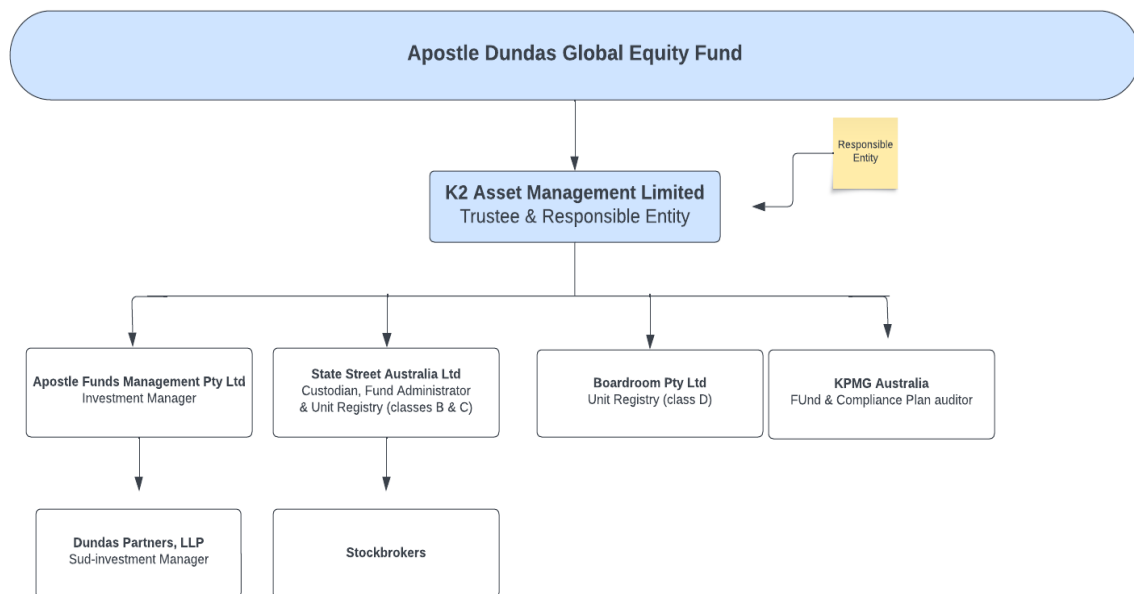 Apostle Dundas Global Equity Fund
Responsible
Entity
K2 Asset Management Limited
Trustee & Responsible Entity
Apostle Funds Management Pty Ltd
Investment Manager
State Street Australia Ltd
Custodian, Fund Administrator
& Unit Registry (classes B & C)
Boardroom Pty Ltd
Unit Registry (class D)
KPMG Australia
FUnd & Compliance Plan auditor
Dundas Partners, LLP
Sud-investment Manager
Stockbrokers